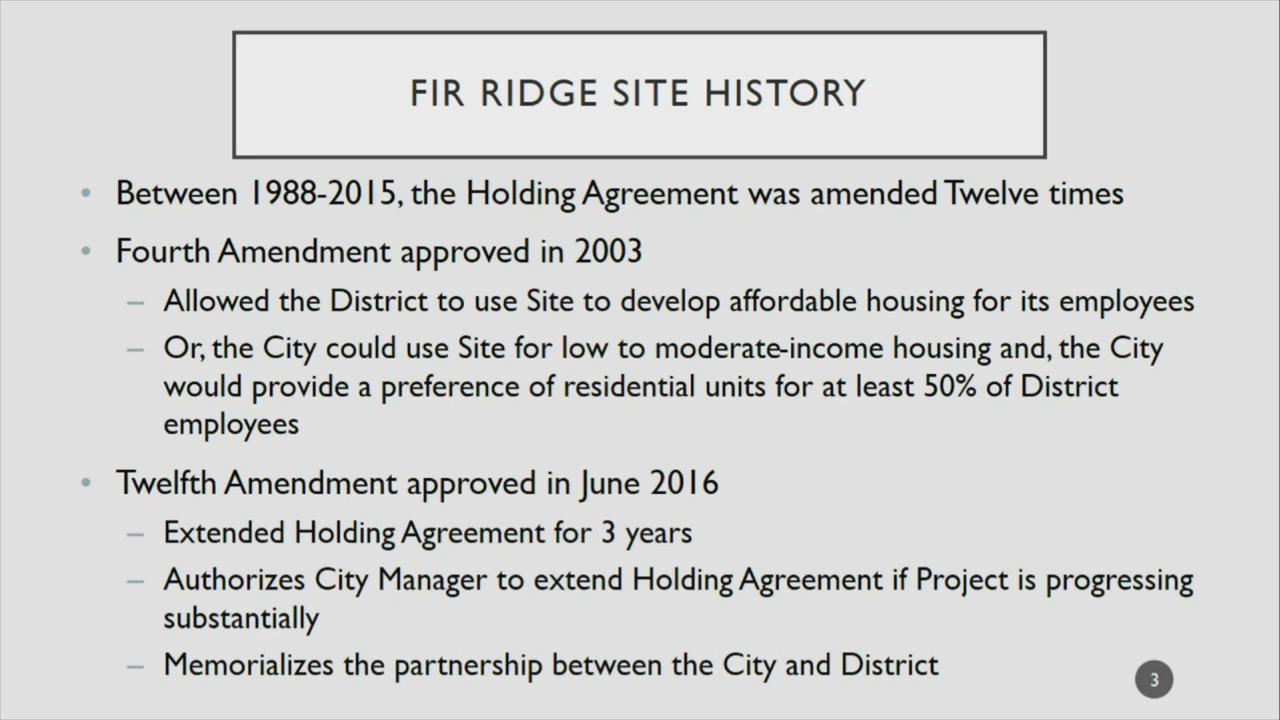 FIR RIDGE SITE HISTORY
• Between 1988-2015, the Holding Agreement was amended Twelve times
• Fourth Amendment approved in 2003
– Allowed the District to use Site to develop affordable housing for its employees
– Or, the City could use Site for low to moderate-income housing and, the City
would provide a preference of residential units for at least 50% of District
employees
• Twelfth Amendment approved in June 2016
– Extended Holding Agreement for 3 years
– Authorizes City Manager to extend Holding Agreement if Project is progressing
substantially
– Memorializes the partnership between the City and District
3